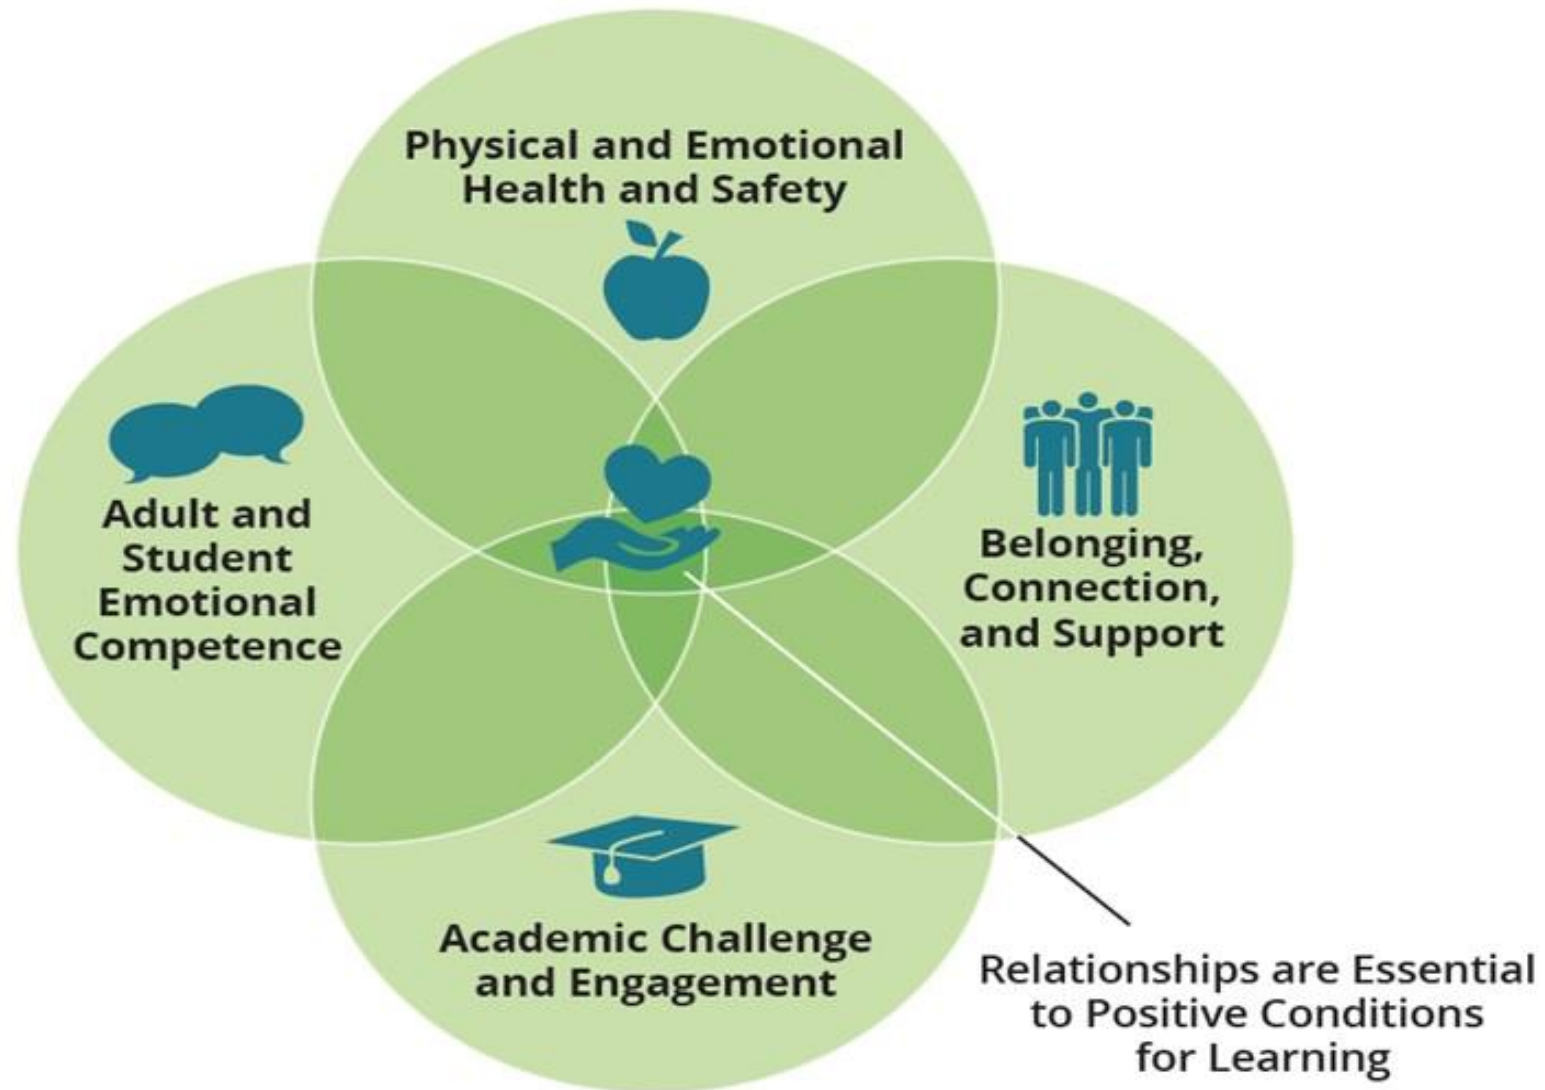 Physical and Emotional
Health and Safety
Adult and
Student
Emotional
Competence
Belonging,
Connection,
and Support
Academic Challenge
and Engagement
Relationships are Essential
to Positive Conditions
for Learning